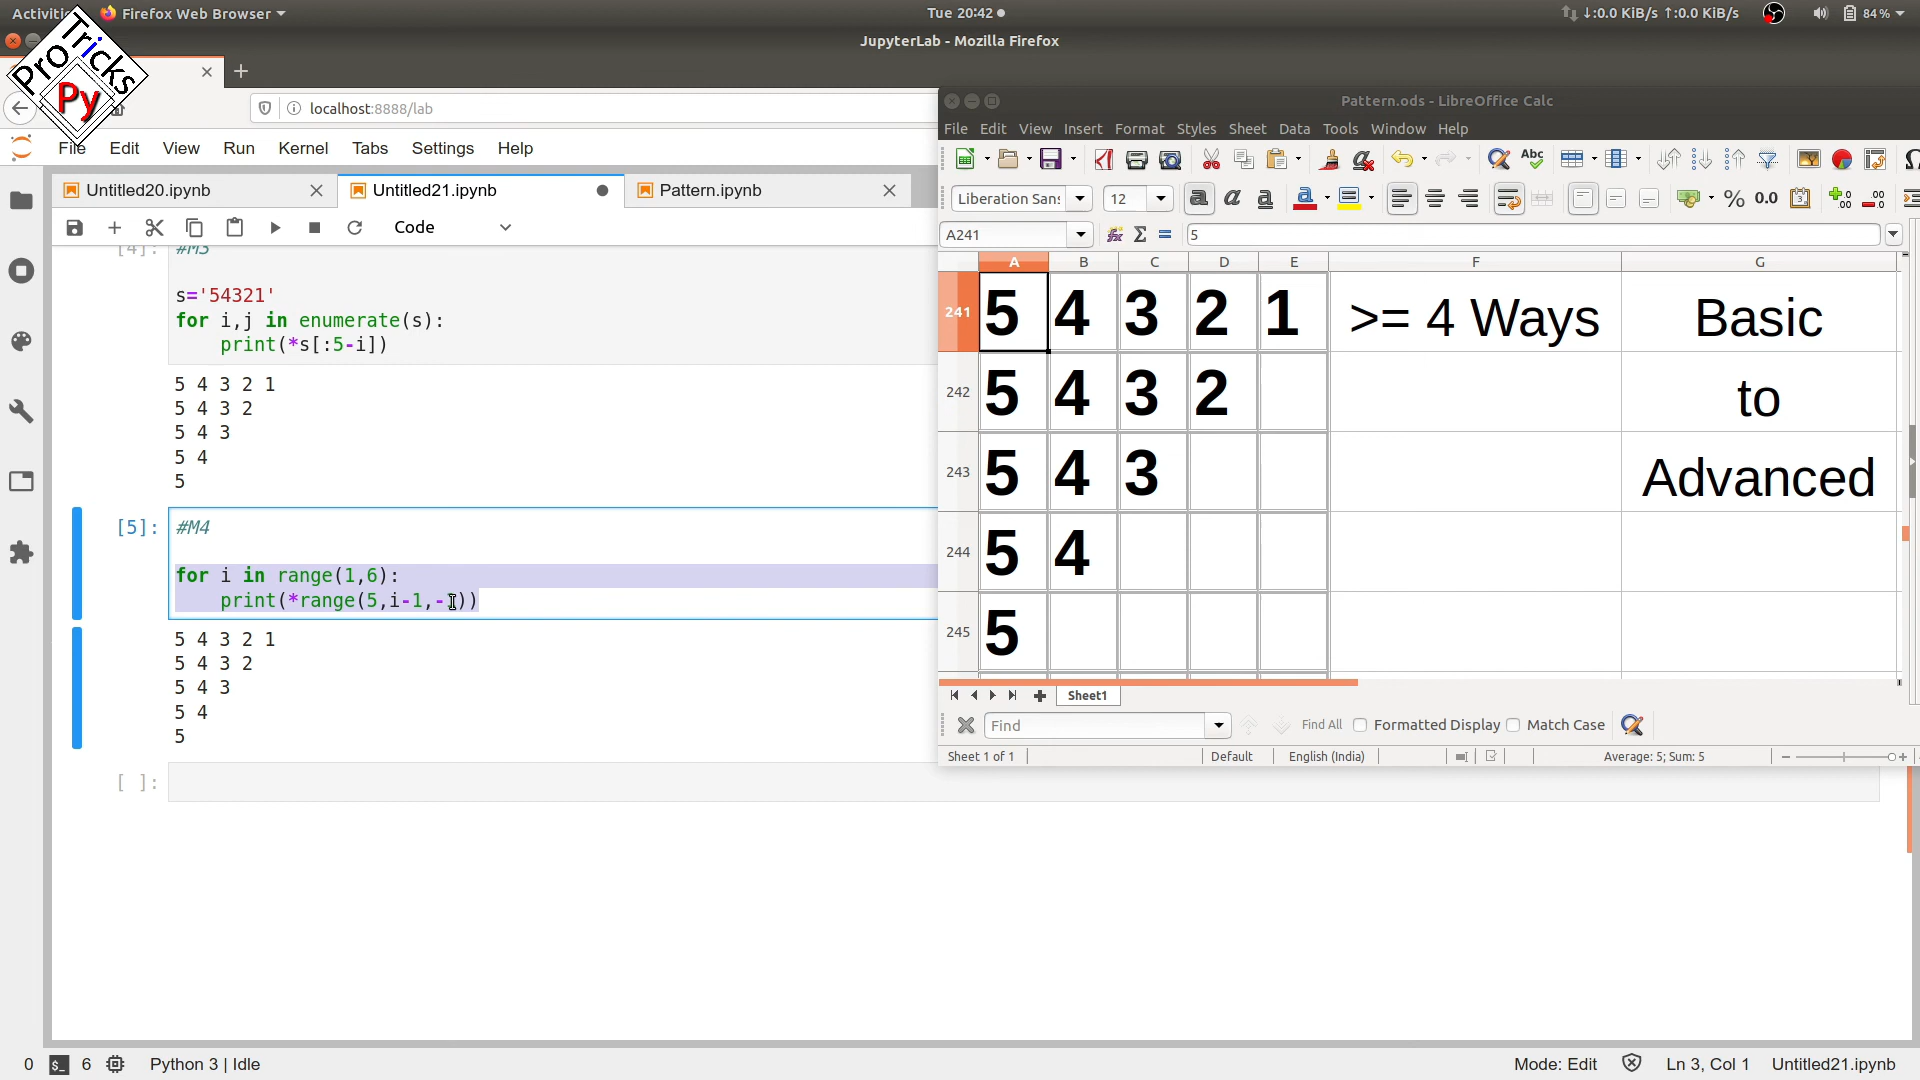 Activities
Firefox Web Browser
Tue 20:42
↓:0.0 KiB/s ↑:0.0 KiB/s
84 %
JupyterLab - Mozilla Firefox
Pro Tricks
Py
localhost:8888/lab
File Edit View Run Kernel Tabs Settings Help
Untitled20.ipynb
Untitled21.ipynb
Pattern.ipynb
Code
[4]: #M3
s='54321'
for i,j in enumerate(s):
    print(*s[:5-i])
5 4 3 2 1
5 4 3 2
5 4 3
5 4
5
[5]: #M4
for i in range(1,6):
    print(*range(5,i-1,-1))
5 4 3 2 1
5 4 3 2
5 4 3
5 4
5
[ ]:
Pattern.ods - LibreOffice Calc
File Edit View Insert Format Styles Sheet Data Tools Window Help
Abc
Liberation Sans
12
a a a
% 0.0
A241
5
A B C D E F G
241 5 4 3 2 1 >= 4 Ways Basic
242 5 4 3 2 to
243 5 4 3 Advanced
244 5 4
245 5
Sheet1
Find
Find All
Formatted Display
Match Case
Sheet 1 of 1
Default
English (India)
Average: 5; Sum: 5
0
6
Python 3 | Idle
Mode: Edit
Ln 3, Col 1
Untitled21.ipynb